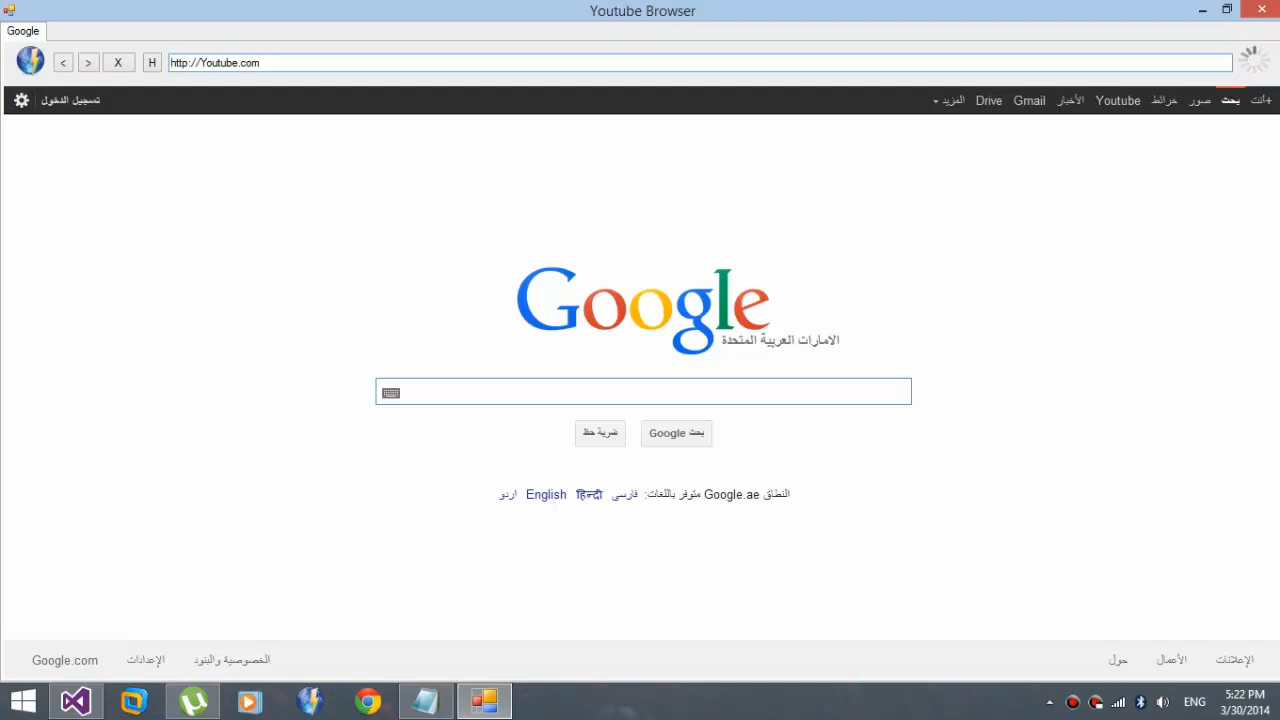 Youtube Browser
Google
< > X H http://Youtube.com
+أنت بحث صور خرائط Youtube الأخبار Gmail Drive المزيد تسجيل الدخول
Google
الامارات العربية المتحدة
بحث Google ضربة حظ
النطاق Google.ae متوفر باللغات: فارسی हिन्दी English اردو
الإعلانات الأعمال حول الخصوصية والبنود الإعدادات Google.com
ENG
5:22 PM
3/30/2014